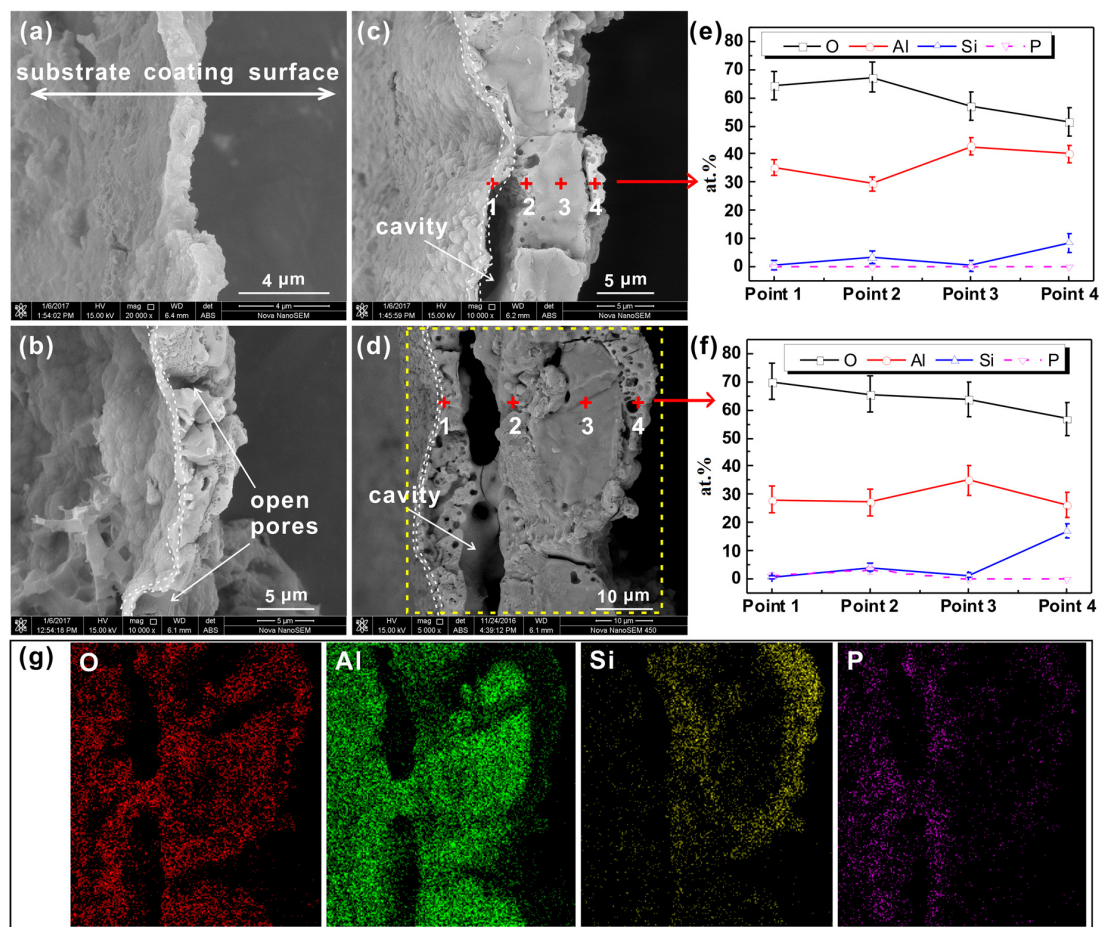 (a)
substrate coating surface
4 μm
1/6/2017 HV mag □ WD det 4 μm
1:54:02 PM 15.00 kV 20 000 x 6.4 mm ABS Nova NanoSEM
(b)
open
pores
5 μm
1/6/2017 HV mag □ WD det 5 μm
12:54:18 PM 15.00 kV 10 000 x 6.1 mm ABS Nova NanoSEM
(c)
1 2 3 4
cavity
5 μm
1/6/2017 HV mag □ WD det 5 μm
1:45:59 PM 15.00 kV 10 000 x 6.2 mm ABS Nova NanoSEM
(d)
1 2 3 4
cavity
10 μm
HV mag □ det 11/24/2016 WD 10 μm
15.00 kV 5 000 x ABS 4:39:12 PM 6.1 mm Nova NanoSEM 450
(e)
O Al Si P
80
70
60
50
40
30
20
10
0
at.%
Point 1 Point 2 Point 3 Point 4
(f)
O Al Si P
80
70
60
50
40
30
20
10
0
at.%
Point 1 Point 2 Point 3 Point 4
(g)
O Al Si P